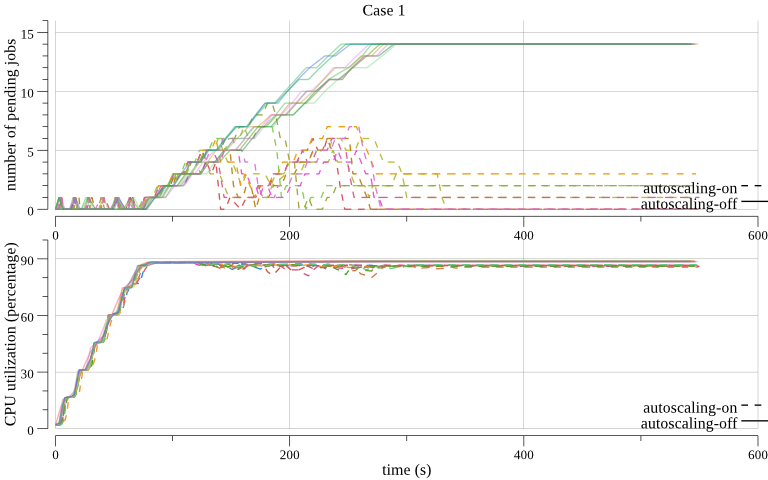 Case 1
number of pending jobs
15
10
5
0
0
200
400
600
autoscaling-on
autoscaling-off
CPU utilization (percentage)
90
60
30
0
0
200
400
600
autoscaling-on
autoscaling-off
time (s)